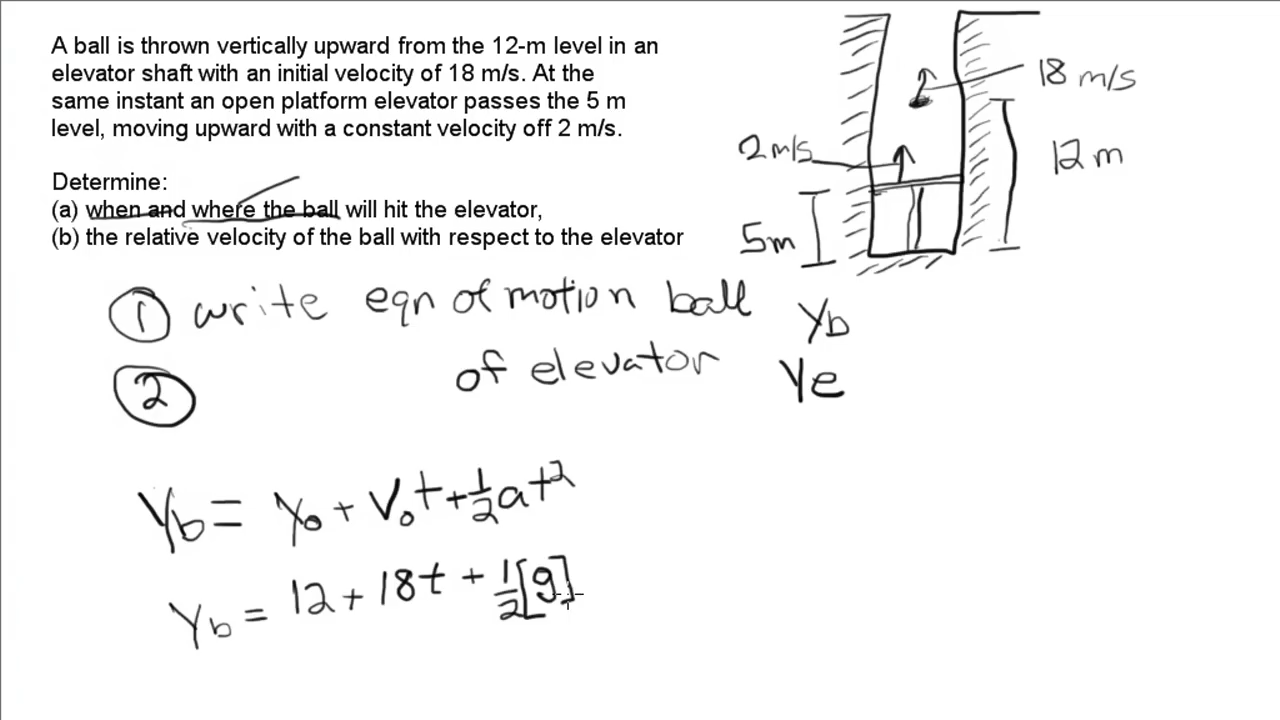 A ball is thrown vertically upward from the 12-m level in an
elevator shaft with an initial velocity of 18 m/s. At the
same instant an open platform elevator passes the 5 m
level, moving upward with a constant velocity off 2 m/s.
Determine:
(a) when and where the ball will hit the elevator,
(b) the relative velocity of the ball with respect to the elevator
18 m/s
2 m/s
12 m
5m
① write eqn of motion ball Yb
② of elevator Ye
Yb = Yo + Vot + 1/2 at²
Yb = 12 + 18t + 1/2 [g]